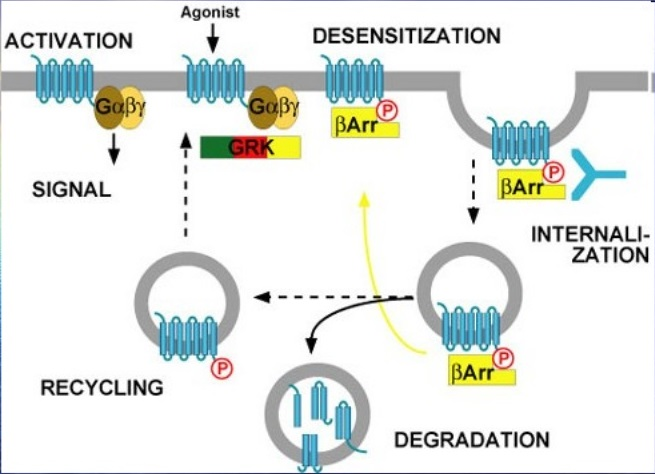 Agonist
ACTIVATION
DESENSITIZATION
Gαβγ
Gαβγ
P
βArr
GRK
SIGNAL
P
βArr
INTERNALI-
ZATION
P
βArr
P
RECYCLING
DEGRADATION